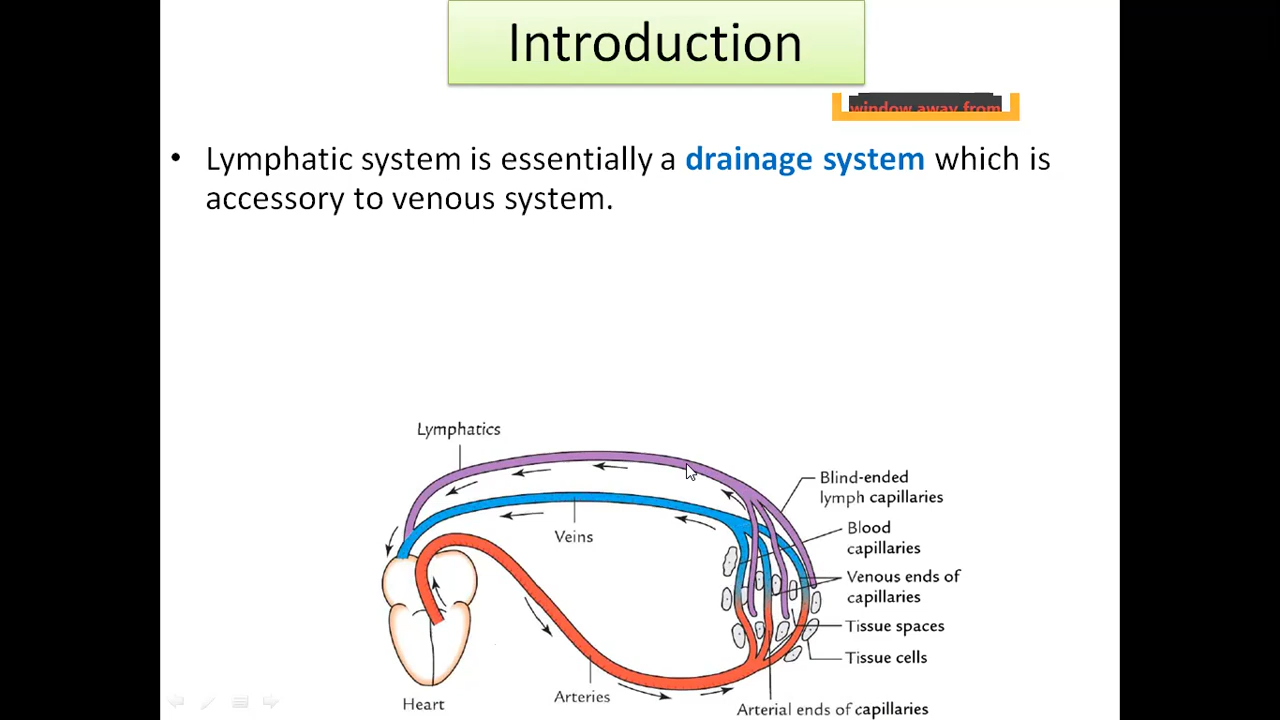 Introduction
window away from
• Lymphatic system is essentially a drainage system which is
accessory to venous system.
Lymphatics
Blind-ended
lymph capillaries
Veins
Blood
capillaries
Venous ends of
capillaries
Tissue spaces
Tissue cells
Heart
Arteries
Arterial ends of capillaries